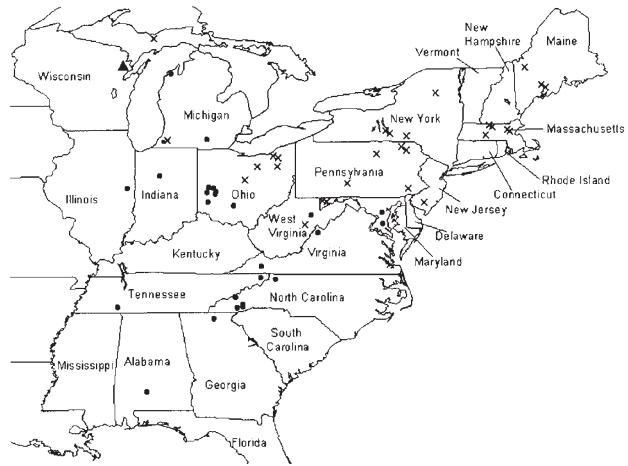 New
Hampshire
Maine
Vermont
Wisconsin
Michigan
New York
Massachusetts
Pennsylvania
Rhode Island
Connecticut
Illinois
Indiana
Ohio
New Jersey
West
Virginia
Delaware
Kentucky
Virginia
Maryland
Tennessee
North Carolina
South
Carolina
Mississippi
Alabama
Georgia
Florida